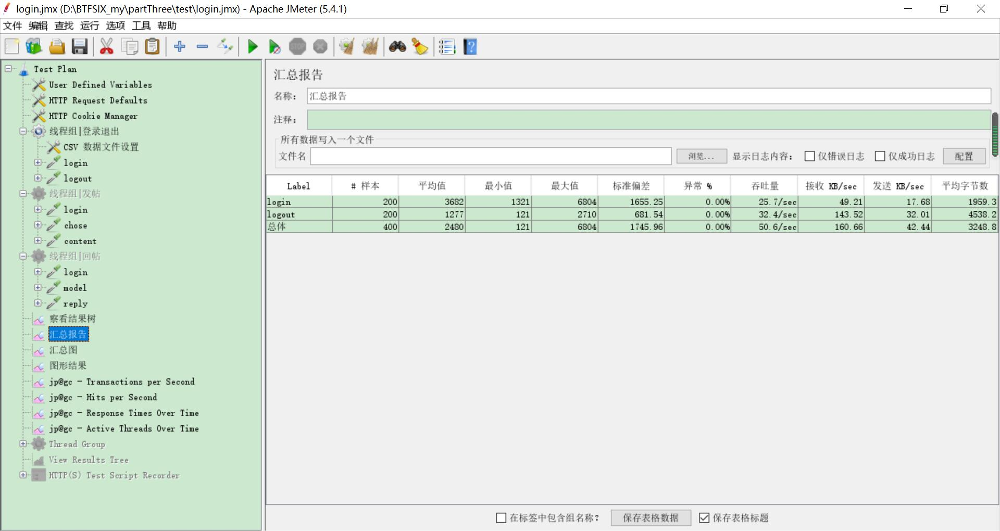 login.jmx (D:\BTFSIX_my\partThree\test\login.jmx) - Apache JMeter (5.4.1)
文件 编辑 查找 运行 选项 工具 帮助
STOP
Test Plan
User Defined Variables
HTTP Request Defaults
HTTP Cookie Manager
线程组|登录退出
CSV 数据文件设置
login
logout
线程组|发帖
login
chose
content
线程组|回帖
login
model
reply
察看结果树
汇总报告
汇总图
图形结果
jp@gc - Transactions per Second
jp@gc - Hits per Second
jp@gc - Response Times Over Time
jp@gc - Active Threads Over Time
Thread Group
View Results Tree
HTTP(S) Test Script Recorder
汇总报告
名称： 汇总报告
注释：
所有数据写入一个文件
文件名 浏览... 显示日志内容： 仅错误日志 仅成功日志 配置
Label # 样本 平均值 最小值 最大值 标准偏差 异常 % 吞吐量 接收 KB/sec 发送 KB/sec 平均字节数
login 200 3682 1321 6804 1655.25 0.00% 25.7/sec 49.21 17.68 1959.3
logout 200 1277 121 2710 681.54 0.00% 32.4/sec 143.52 32.01 4538.2
总体 400 2480 121 6804 1745.96 0.00% 50.6/sec 160.66 42.44 3248.8
在标签中包含组名称? 保存表格数据 保存表格标题